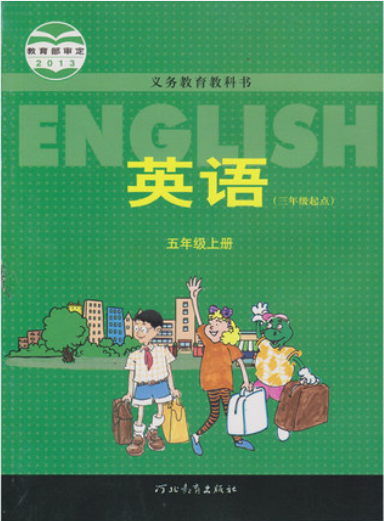 教育部审定
2013
义务教育教科书
ENGLISH
英语
(三年级起点)
五年级上册
河北教育出版社